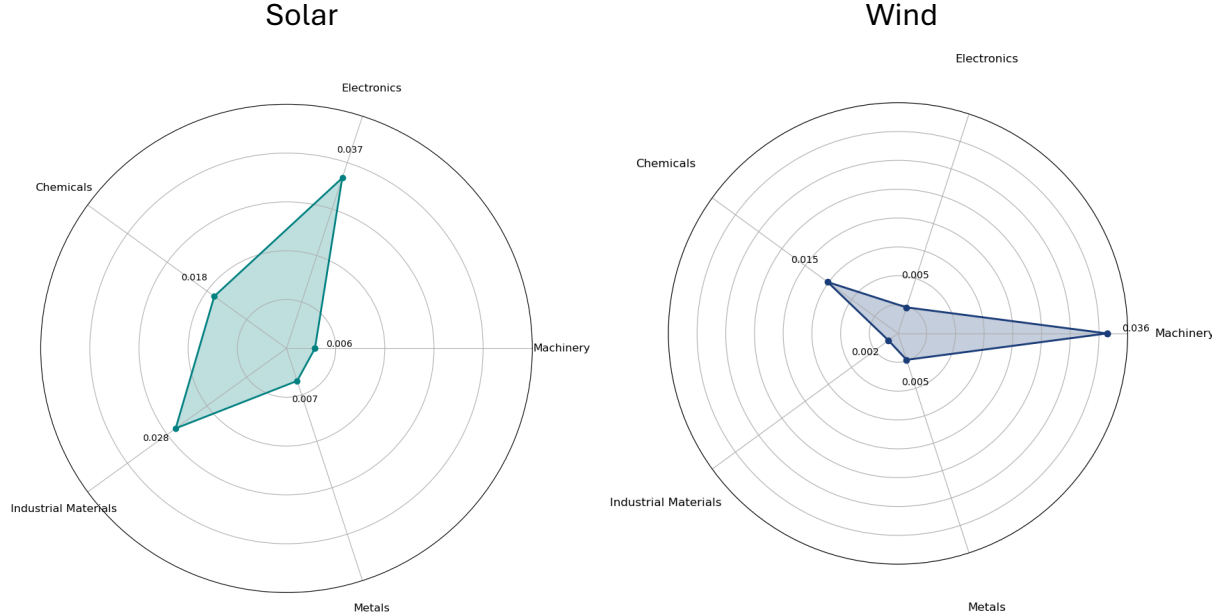 Solar
Electronics
0.037
Chemicals
0.018
0.006
Machinery
0.007
0.028
Industrial Materials
Metals
Wind
Electronics
Chemicals
0.015
0.005
0.036
Machinery
0.002
0.005
Industrial Materials
Metals